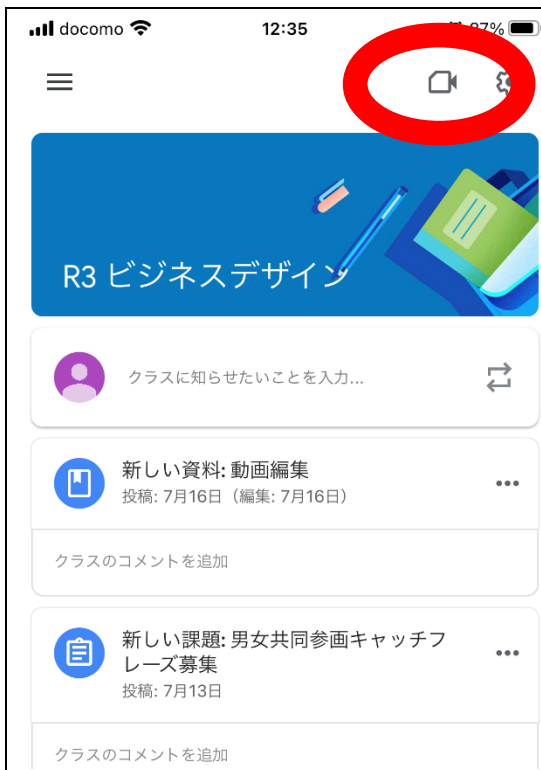 docomo 12:35 87%
R3 ビジネスデザイン
クラスに知らせたいことを入力...
新しい資料: 動画編集
投稿: 7月16日（編集: 7月16日）
クラスのコメントを追加
新しい課題: 男女共同参画キャッチフ
レーズ募集
投稿: 7月13日
クラスのコメントを追加